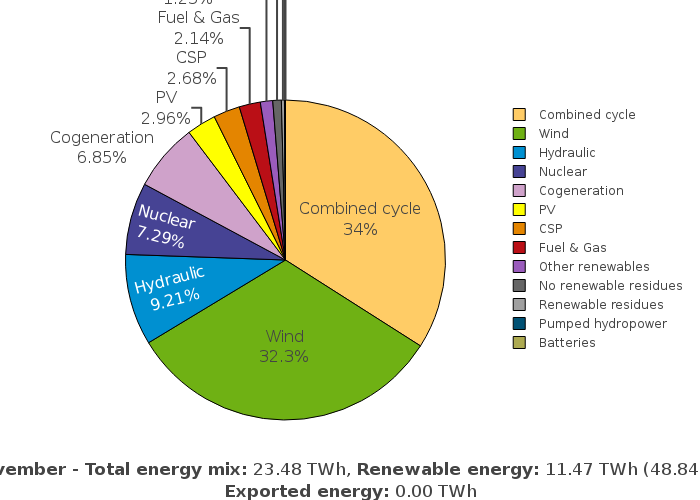 Fuel & Gas
2.14%
CSP
2.68%
PV
2.96%
Cogeneration
6.85%
Nuclear
7.29%
Hydraulic
9.21%
Combined cycle
34%
Wind
32.3%
Combined cycle
Wind
Hydraulic
Nuclear
Cogeneration
PV
CSP
Fuel & Gas
Other renewables
No renewable residues
Renewable residues
Pumped hydropower
Batteries
vember - Total energy mix: 23.48 TWh, Renewable energy: 11.47 TWh (48.84
Exported energy: 0.00 TWh